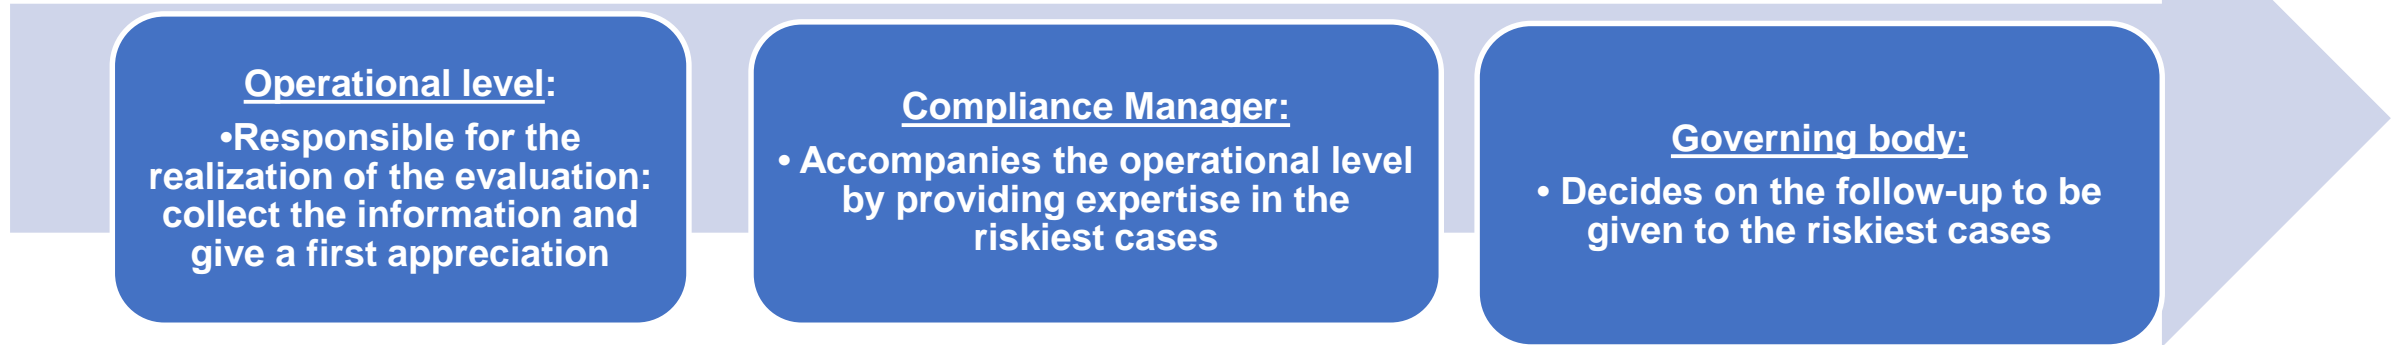 Operational level:
•Responsible for the
realization of the evaluation:
collect the information and
give a first appreciation
Compliance Manager:
• Accompanies the operational level
by providing expertise in the
riskiest cases
Governing body:
• Decides on the follow-up to be
given to the riskiest cases